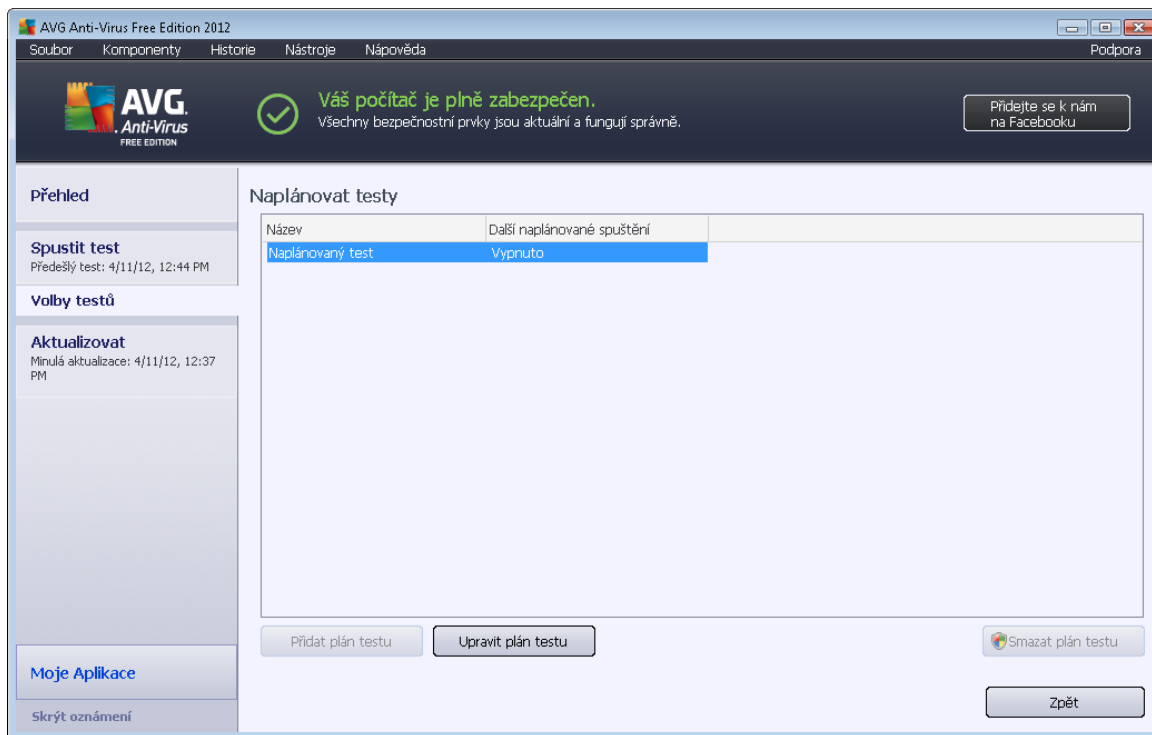 AVG Anti-Virus Free Edition 2012
Soubor Komponenty Historie Nástroje Nápověda Podpora
AVG.
Anti-Virus
FREE EDITION
Váš počítač je plně zabezpečen.
Všechny bezpečnostní prvky jsou aktuální a fungují správně.
Přidejte se k nám
na Facebooku
Přehled
Spustit test
Předešlý test: 4/11/12, 12:44 PM
Volby testů
Aktualizovat
Minulá aktualizace: 4/11/12, 12:37
PM
Moje Aplikace
Skrýt oznámení
Naplánovat testy
Název Další naplánované spuštění
Naplánovaný test Vypnuto
Přidat plán testu Upravit plán testu Smazat plán testu
Zpět